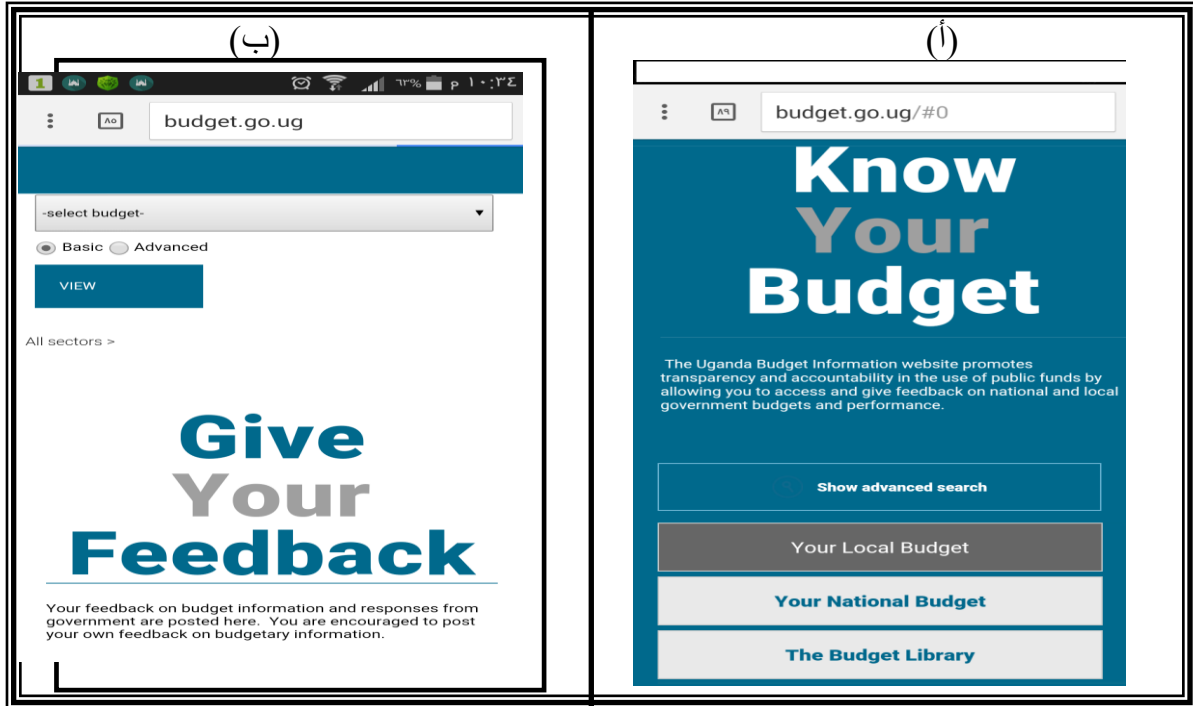 (أ)
٨٩ budget.go.ug/#0
Know
Your
Budget
The Uganda Budget Information website promotes
transparency and accountability in the use of public funds by
allowing you to access and give feedback on national and local
government budgets and performance.
Show advanced search
Your Local Budget
Your National Budget
The Budget Library
(ب)
1 ٦٣% ١٠:٣٤ م
٨٥ budget.go.ug
-select budget-
Basic Advanced
VIEW
All sectors >
Give
Your
Feedback
Your feedback on budget information and responses from
government are posted here. You are encouraged to post
your own feedback on budgetary information.